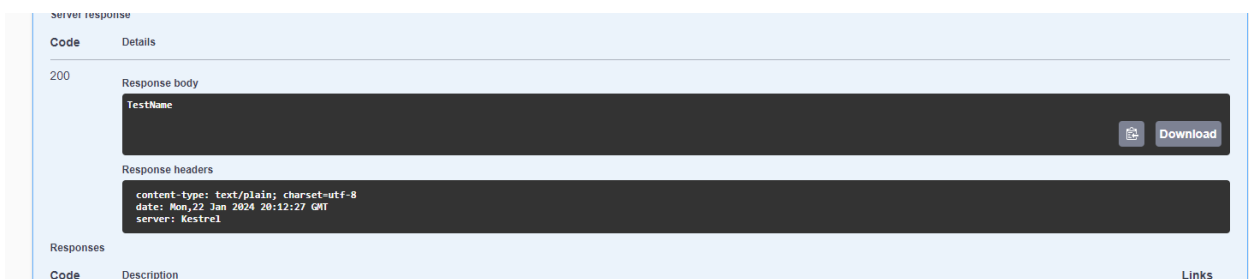 Server response
Code Details
200
Response body
TestName
Download
Response headers
content-type: text/plain; charset=utf-8
date: Mon,22 Jan 2024 20:12:27 GMT
server: Kestrel
Responses
Code Description Links